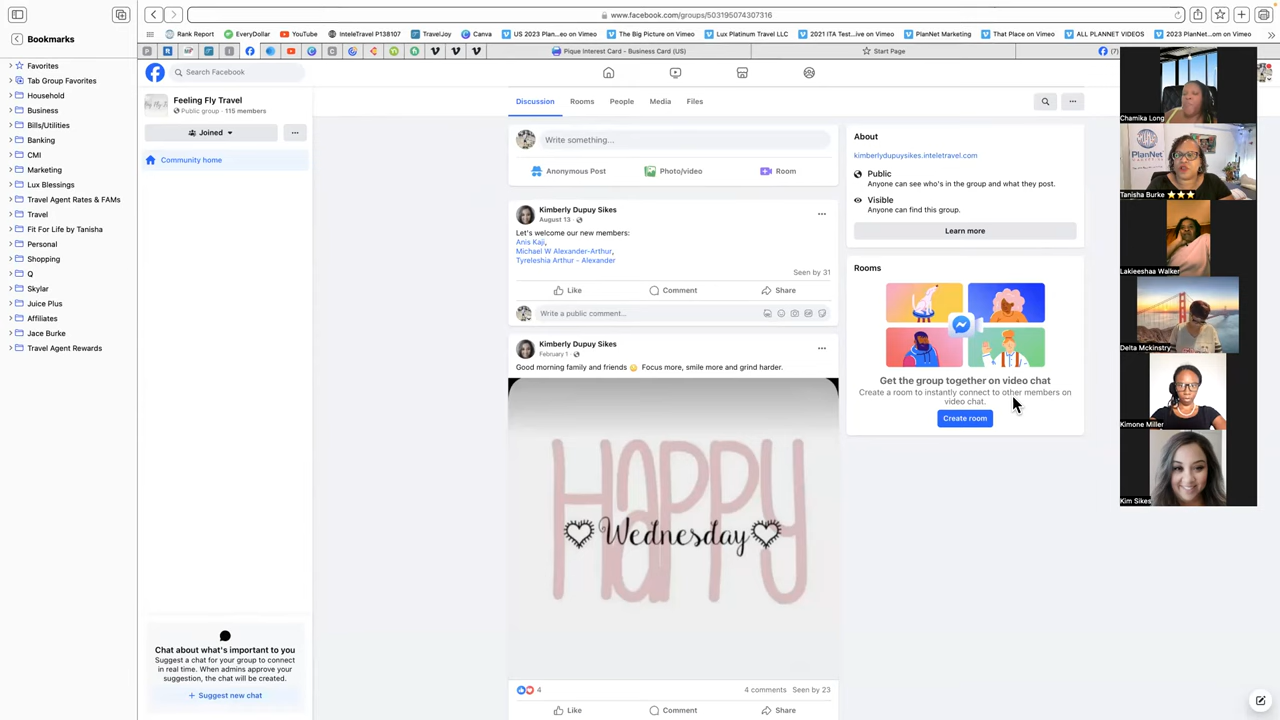 www.facebook.com/groups/503195074307316
Rank Report
EveryDollar
YouTube
InteleTravel P138107
TravelJoy
Canva
US 2023 Plan...eo on Vimeo
The Big Picture on Vimeo
Lux Platinum Travel LLC
2021 ITA Test...ive on Vimeo
PlanNet Marketing
That Place on Vimeo
ALL PLANNET VIDEOS
2023 PlanNet...om on Vimeo
Pique Interest Card - Business Card (US)
Start Page
(7)
Bookmarks
Favorites
Tab Group Favorites
Household
Business
Bills/Utilities
Banking
CMI
Marketing
Lux Blessings
Travel Agent Rates & FAMs
Travel
Fit For Life by Tanisha
Personal
Shopping
Q
Skylar
Juice Plus
Affiliates
Jace Burke
Travel Agent Rewards
Search Facebook
Feeling Fly Travel
Public group · 115 members
Joined
Community home
Chat about what's important to you
Suggest a chat for your group to connect
in real time. When admins approve your
suggestion, the chat will be created.
+ Suggest new chat
Discussion
Rooms
People
Media
Files
Write something...
Anonymous Post
Photo/video
Room
Kimberly Dupuy Sikes
August 13
Let's welcome our new members:
Anis Kaji,
Michael W Alexander-Arthur,
Tyreleshia Arthur - Alexander
Seen by 31
Like
Comment
Share
Write a public comment...
Kimberly Dupuy Sikes
February 1
Good morning family and friends Focus more, smile more and grind harder.
HAPPY
Wednesday
4
4 comments
Seen by 23
Like
Comment
Share
About
kimberlydupuysikes.inteletravel.com
Public
Anyone can see who's in the group and what they post.
Visible
Anyone can find this group.
Learn more
Rooms
Get the group together on video chat
Create a room to instantly connect to other members on
video chat.
Create room
Chamika Long
PlanNet
Tanisha Burke
Lakieeshaa Walker
Delta Mckinstry
Kimone Miller
Kim Sikes